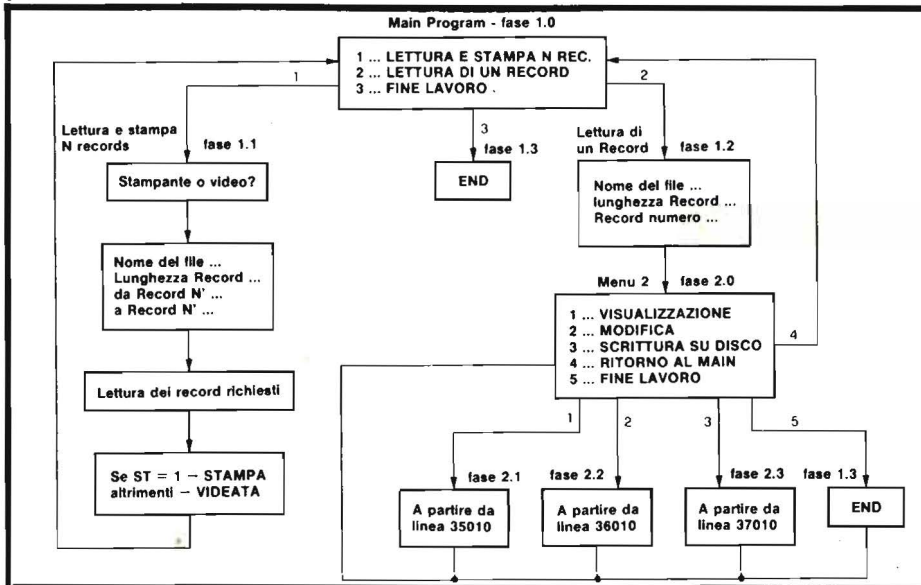 Main Program - fase 1.0
1 ... LETTURA E STAMPA N REC.
2 ... LETTURA DI UN RECORD
3 ... FINE LAVORO .
1
2
3
4
Lettura e stampa
N records
fase 1.1
Stampante o video?
Nome del file ...
Lunghezza Record ...
da Record N' ...
a Record N' ...
Lettura dei record richiesti
Se ST = 1 – STAMPA
altrimenti – VIDEATA
fase 1.3
END
Lettura di
un Record
fase 1.2
Nome del file ...
lunghezza Record ...
Record numero ...
Menu 2 fase 2.0
1 ... VISUALIZZAZIONE
2 ... MODIFICA
3 ... SCRITTURA SU DISCO
4 ... RITORNO AL MAIN
5 ... FINE LAVORO
1
2
3
5
fase 2.1
A partire da
linea 35010
fase 2.2
A partire da
linea 36010
fase 2.3
A partire da
linea 37010
fase 1.3
END